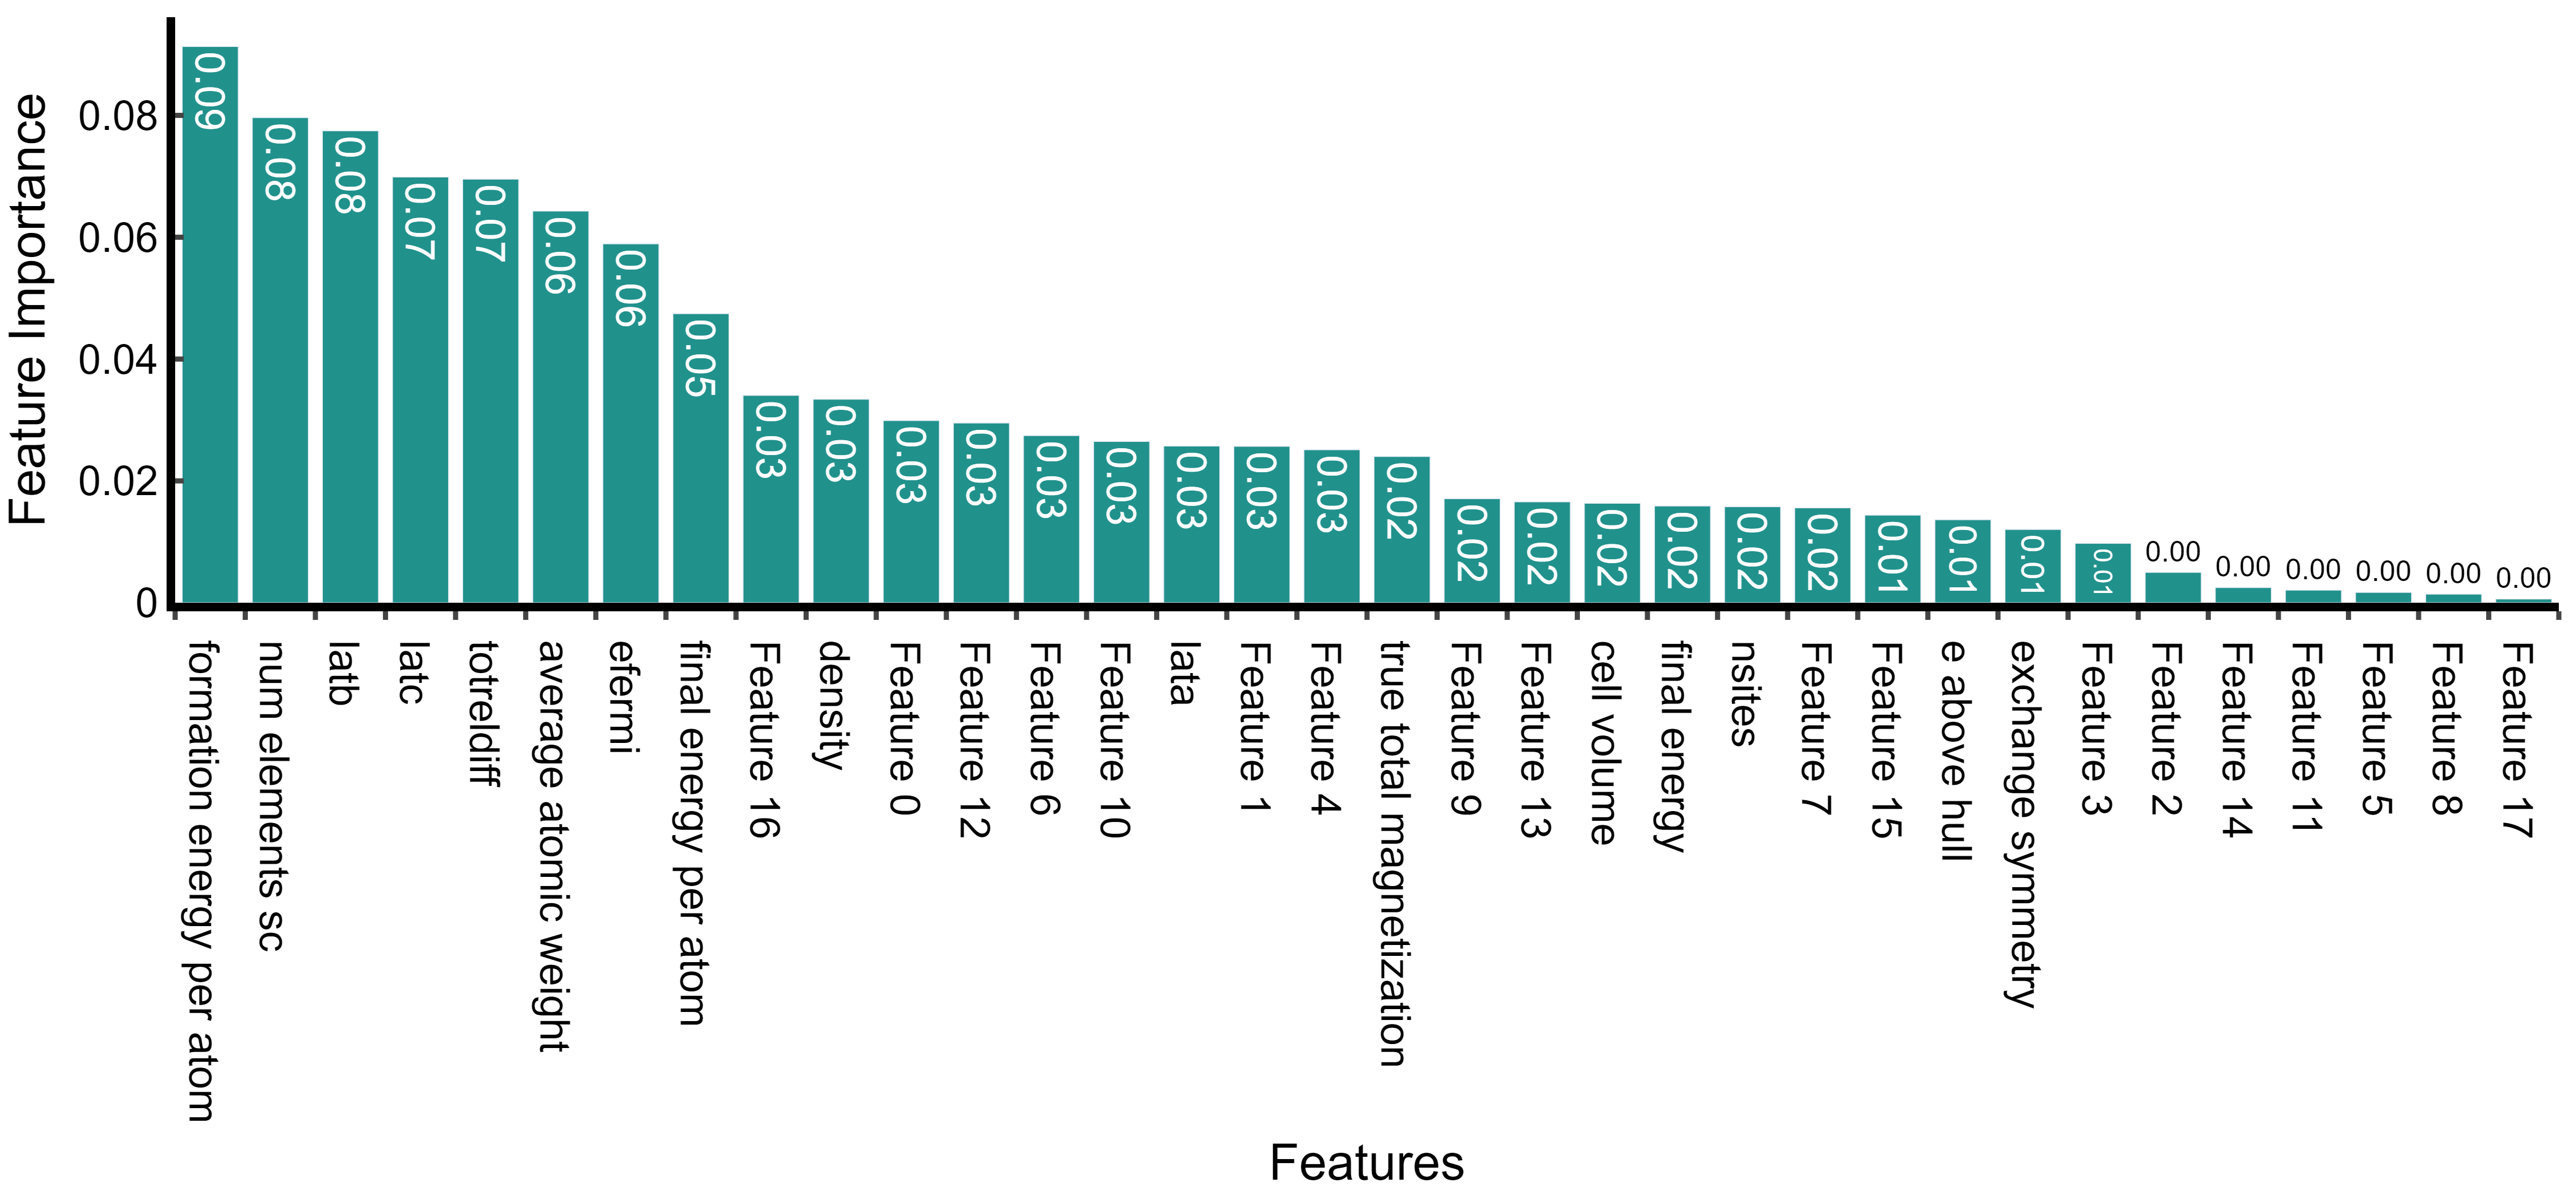 Feature Importance
0.08
0.06
0.04
0.02
0
0.09
0.08
0.08
0.07
0.07
0.06
0.06
0.05
0.03
0.03
0.03
0.03
0.03
0.03
0.03
0.03
0.03
0.02
0.02
0.02
0.02
0.02
0.02
0.02
0.01
0.01
0.01
0.01
0.00
0.00
0.00
0.00
0.00
0.00
formation energy per atom
num elements sc
latb
latc
totreldiff
average atomic weight
efermi
final energy per atom
Feature 16
density
Feature 0
Feature 12
Feature 6
Feature 10
lata
Feature 1
Feature 4
true total magnetization
Feature 9
Feature 13
cell volume
final energy
nsites
Feature 7
Feature 15
e above hull
exchange symmetry
Feature 3
Feature 2
Feature 14
Feature 11
Feature 5
Feature 8
Feature 17
Features